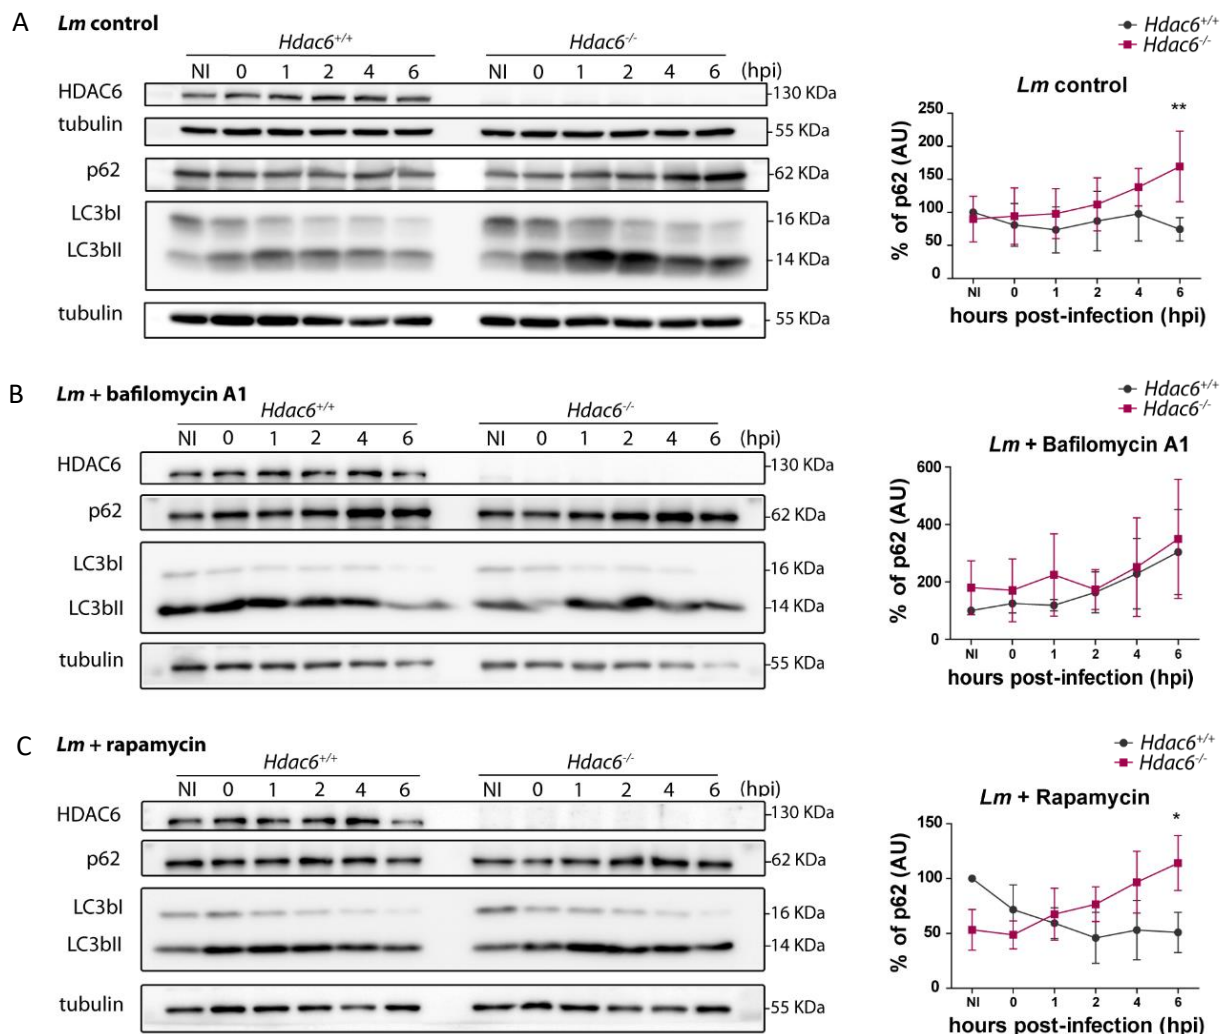 A Lm control
Hdac6+/+ Hdac6-/-
NI 0 1 2 4 6 NI 0 1 2 4 6 (hpi)
HDAC6 130 KDa
tubulin 55 KDa
p62 62 KDa
LC3bI 16 KDa
LC3bII 14 KDa
tubulin 55 KDa
Hdac6+/+
Hdac6-/-
Lm control
**
% of p62 (AU)
250
200
150
100
50
0
NI 0 1 2 4 6
hours post-infection (hpi)
B Lm + bafilomycin A1
Hdac6+/+ Hdac6-/-
NI 0 1 2 4 6 NI 0 1 2 4 6 (hpi)
HDAC6 130 KDa
p62 62 KDa
LC3bI 16 KDa
LC3bII 14 KDa
tubulin 55 KDa
Hdac6+/+
Hdac6-/-
Lm + Bafilomycin A1
% of p62 (AU)
600
400
200
0
NI 0 1 2 4 6
hours post-infection (hpi)
C Lm + rapamycin
Hdac6+/+ Hdac6-/-
NI 0 1 2 4 6 NI 0 1 2 4 6 (hpi)
HDAC6 130 KDa
p62 62 KDa
LC3bI 16 KDa
LC3bII 14 KDa
tubulin 55 KDa
Hdac6+/+
Hdac6-/-
Lm + Rapamycin
*
% of p62 (AU)
150
100
50
0
NI 0 1 2 4 6
hours post-infection (hpi)